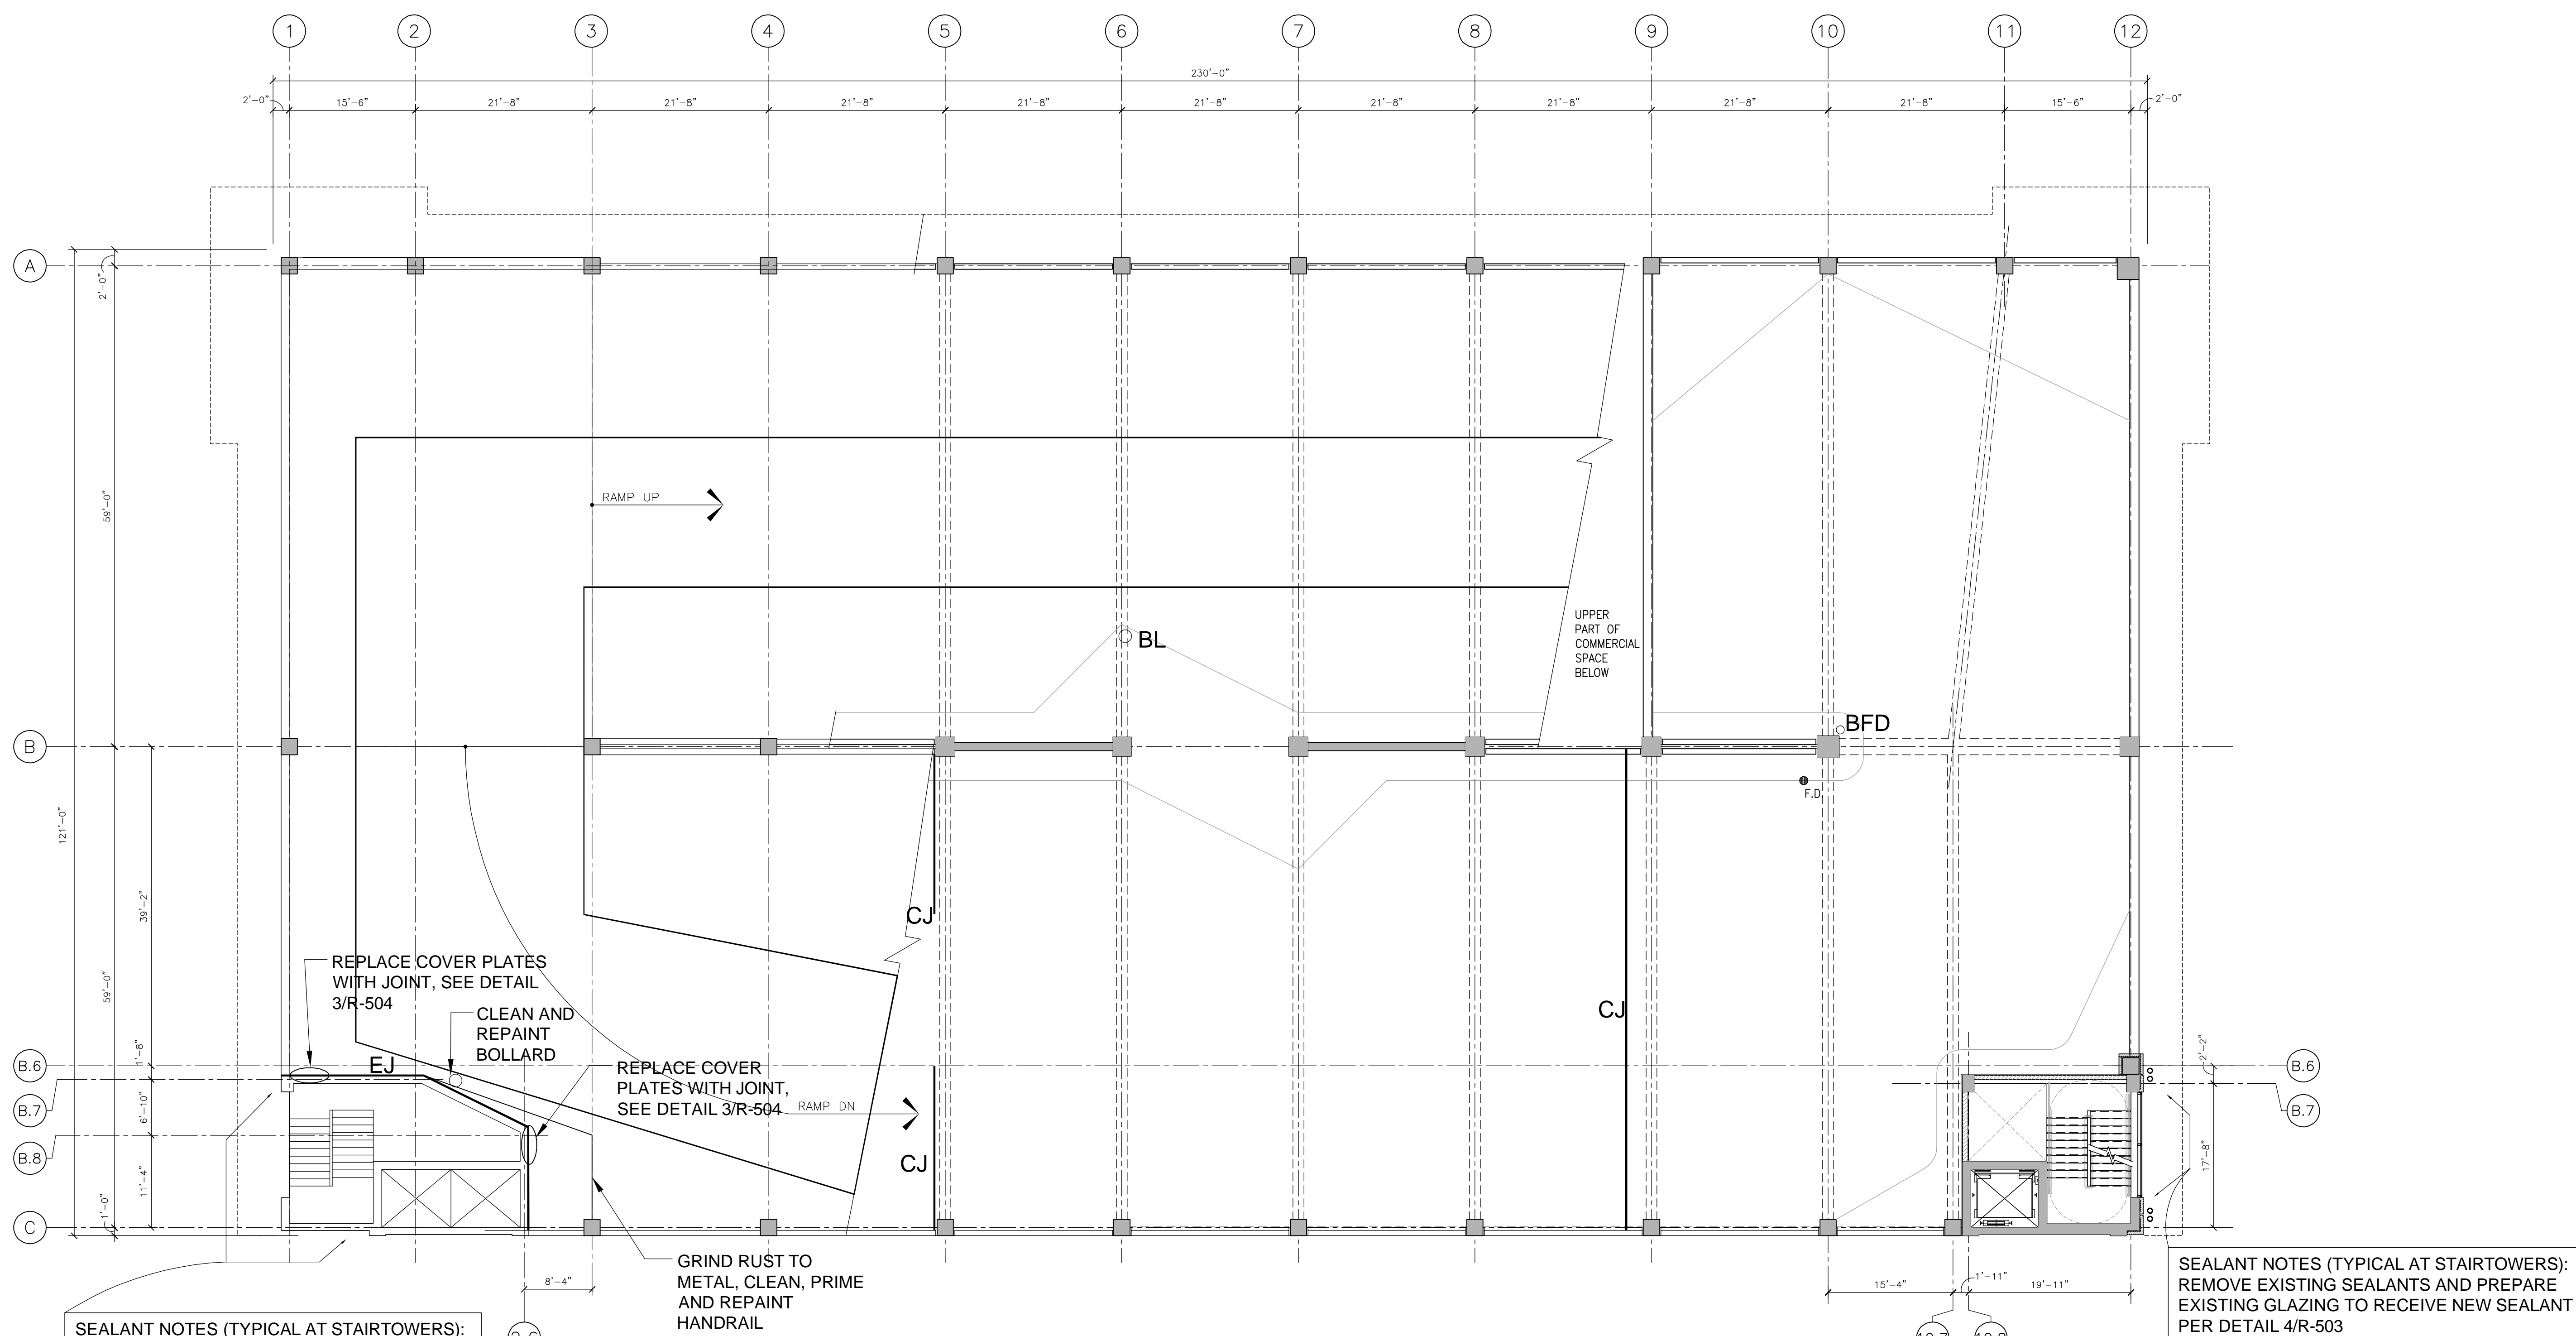 1 2 3 4 5 6 7 8 9 10 11 12
230'-0"
2'-0" 15'-6" 21'-8" 21'-8" 21'-8" 21'-8" 21'-8" 21'-8" 21'-8" 21'-8" 21'-8" 15'-6" 2'-0"
A
2'-0"
59'-0"
121'-0"
RAMP UP
UPPER
PART OF
COMMERCIAL
SPACE
BELOW
BL
BFD
B
F.D.
39'-2"
59'-0"
CJ
CJ
CJ
REPLACE COVER PLATES
WITH JOINT, SEE DETAIL
3/R-504
CLEAN AND
REPAINT
BOLLARD
EJ
REPLACE COVER
PLATES WITH JOINT,
SEE DETAIL 3/R-504
RAMP DN
B.6
1'-8"
B.7
6'-10"
B.8
11'-4"
1'-0"
C
B.6
2'-2"
B.7
17'-8"
8'-4"
GRIND RUST TO
METAL, CLEAN, PRIME
AND REPAINT
HANDRAIL
15'-4" 1'-11" 19'-11"
SEALANT NOTES (TYPICAL AT STAIRTOWERS):
SEALANT NOTES (TYPICAL AT STAIRTOWERS):
REMOVE EXISTING SEALANTS AND PREPARE
EXISTING GLAZING TO RECEIVE NEW SEALANT
PER DETAIL 4/R-503